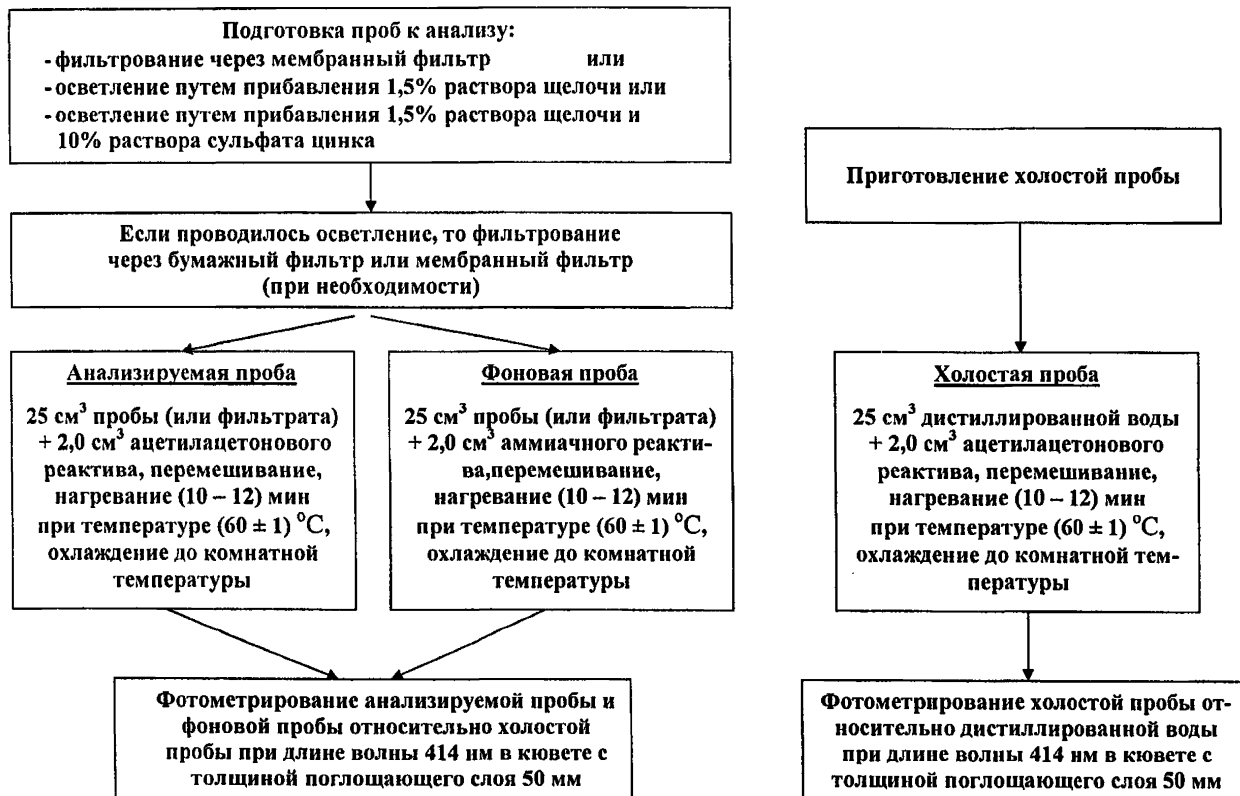 Подготовка проб к анализу:
- фильтрование через мембранный фильтр или
- осветление путем прибавления 1,5% раствора щелочи или
- осветление путем прибавления 1,5% раствора щелочи и
10% раствора сульфата цинка
Если проводилось осветление, то фильтрование
через бумажный фильтр или мембранный фильтр
(при необходимости)
Анализируемая проба
25 см³ пробы (или фильтрата)
+ 2,0 см³ ацетилацетонового
реактива, перемешивание,
нагревание (10 – 12) мин
при температуре (60 ± 1) °С,
охлаждение до комнатной
температуры
Фоновая проба
25 см³ пробы (или фильтрата)
+ 2,0 см³ аммиачного реакти-
ва,перемешивание,
нагревание (10 – 12) мин
при температуре (60 ± 1) °С,
охлаждение до комнатной
температуры
Фотометрирование анализируемой пробы и
фоновой пробы относительно холостой
пробы при длине волны 414 нм в кювете с
толщиной поглощающего слоя 50 мм
Приготовление холостой пробы
Холостая проба
25 см³ дистиллированной воды
+ 2,0 см³ ацетилацетонового
реактива, перемешивание,
нагревание (10 – 12) мин
при температуре (60 ± 1) °С,
охлаждение до комнатной тем-
пературы
Фотометрирование холостой пробы от-
носительно дистиллированной воды
при длине волны 414 нм в кювете с
толщиной поглощающего слоя 50 мм